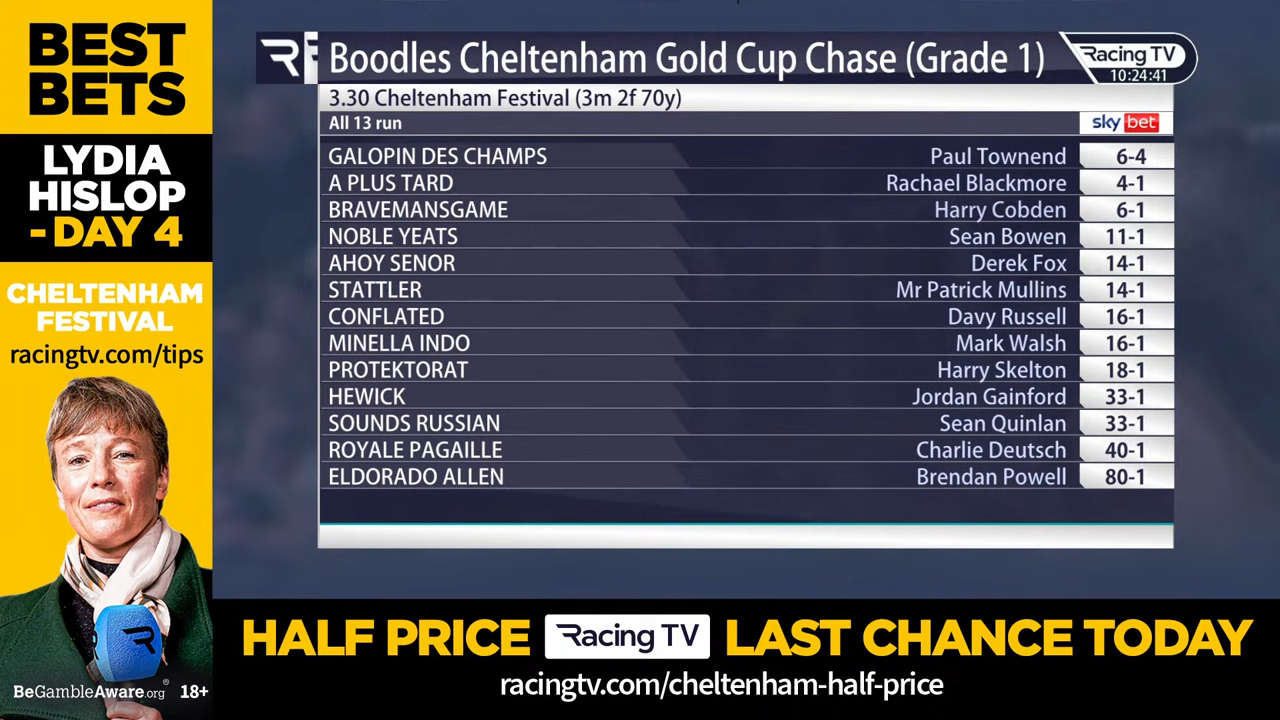 BEST
BETS
LYDIA
HISLOP
- DAY 4
CHELTENHAM
FESTIVAL
racingtv.com/tips
BeGambleAware.org® 18+
Boodles Cheltenham Gold Cup Chase (Grade 1)
Racing TV
10:24:41
3.30 Cheltenham Festival (3m 2f 70y)
All 13 run
sky bet
GALOPIN DES CHAMPS Paul Townend 6-4
A PLUS TARD Rachael Blackmore 4-1
BRAVEMANSGAME Harry Cobden 6-1
NOBLE YEATS Sean Bowen 11-1
AHOY SENOR Derek Fox 14-1
STATTLER Mr Patrick Mullins 14-1
CONFLATED Davy Russell 16-1
MINELLA INDO Mark Walsh 16-1
PROTEKTORAT Harry Skelton 18-1
HEWICK Jordan Gainford 33-1
SOUNDS RUSSIAN Sean Quinlan 33-1
ROYALE PAGAILLE Charlie Deutsch 40-1
ELDORADO ALLEN Brendan Powell 80-1
HALF PRICE Racing TV LAST CHANCE TODAY
racingtv.com/cheltenham-half-price